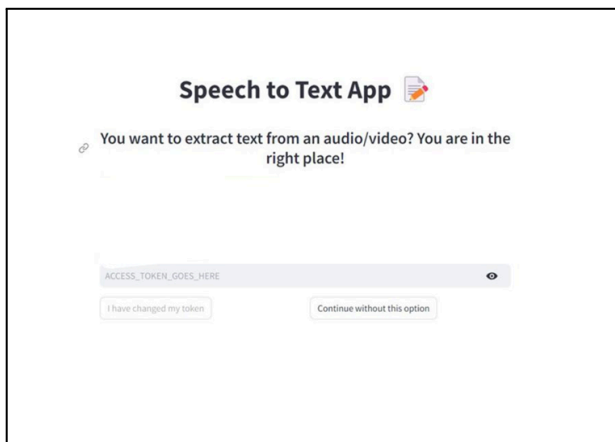 Speech to Text App 📝
You want to extract text from an audio/video? You are in the
right place!
ACCESS_TOKEN_GOES_HERE
I have changed my token
Continue without this option